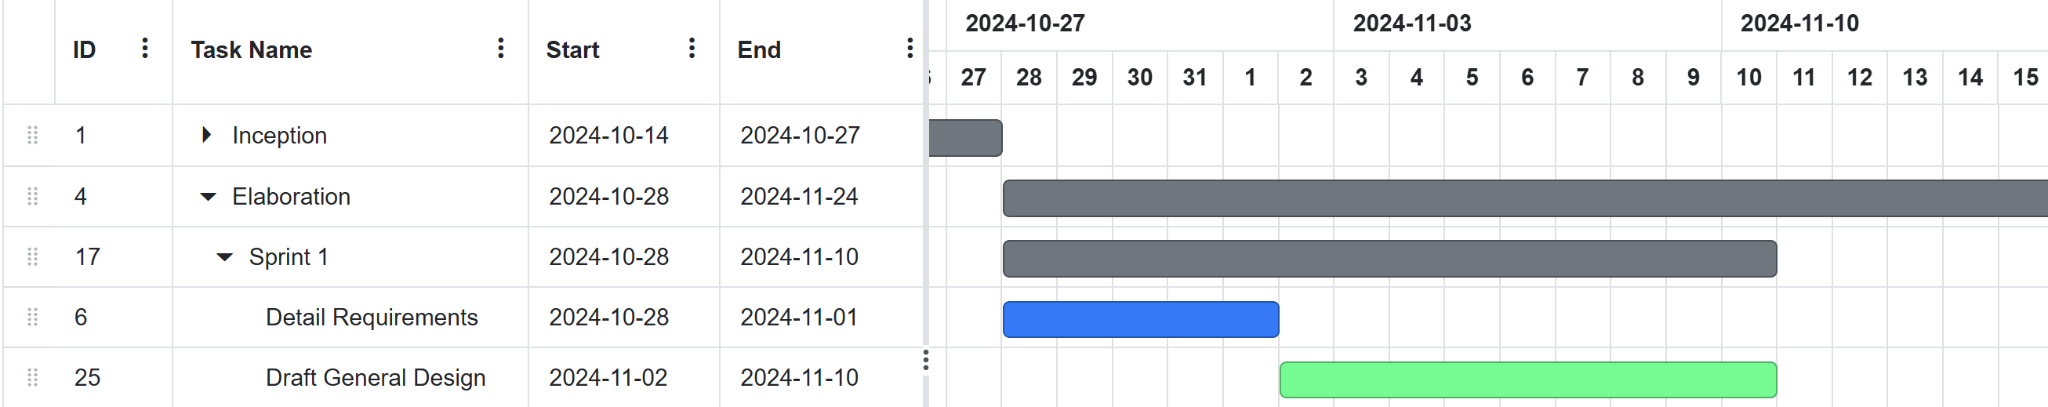 2024-10-27 2024-11-03 2024-11-10
ID Task Name Start End
27 28 29 30 31 1 2 3 4 5 6 7 8 9 10 11 12 13 14 15
1 Inception 2024-10-14 2024-10-27
4 Elaboration 2024-10-28 2024-11-24
17 Sprint 1 2024-10-28 2024-11-10
6 Detail Requirements 2024-10-28 2024-11-01
25 Draft General Design 2024-11-02 2024-11-10